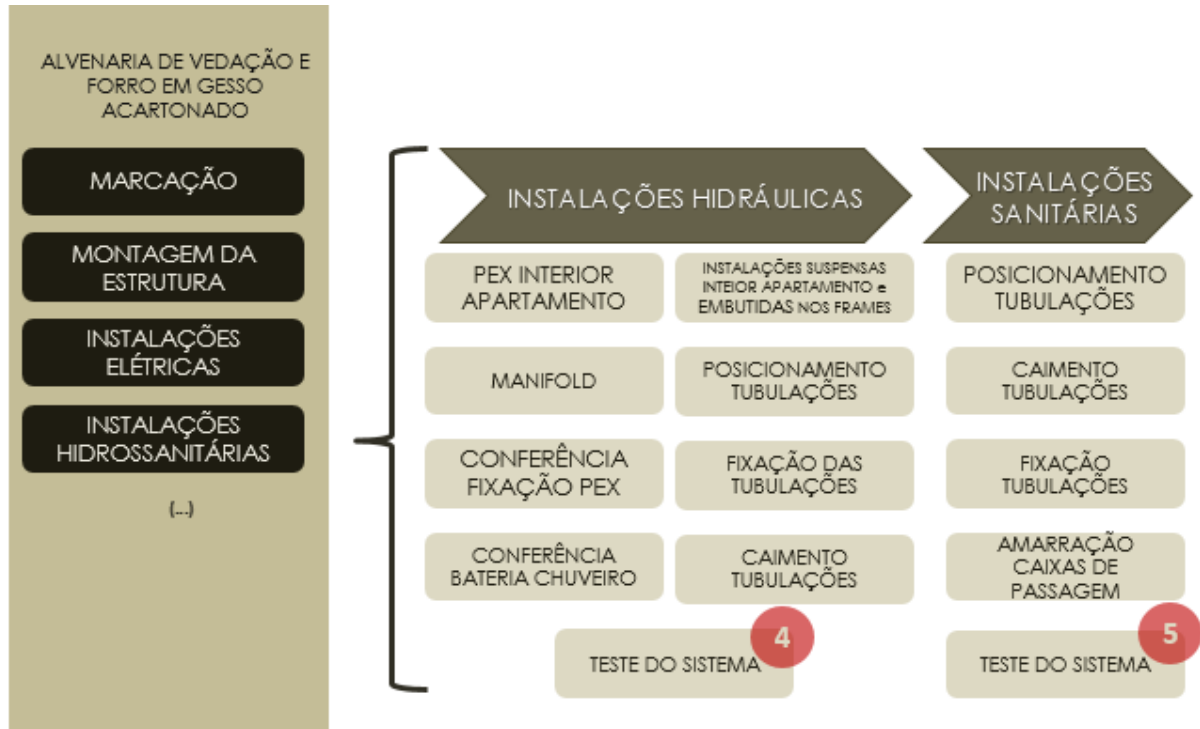 ALVENARIA DE VEDAÇÃO E
FORRO EM GESSO
ACARTONADO
MARCAÇÃO
MONTAGEM DA
ESTRUTURA
INSTALAÇÕES
ELÉTRICAS
INSTALAÇÕES
HIDROSSANITÁRIAS
(...)
INSTALAÇÕES HIDRÁULICAS
PEX INTERIOR
APARTAMENTO
MANIFOLD
CONFERÊNCIA
FIXAÇÃO PEX
CONFERÊNCIA
BATERIA CHUVEIRO
INSTALAÇÕES SUSPENSAS
INTEIOR APARTAMENTO e
EMBUTIDAS NOS FRAMES
POSICIONAMENTO
TUBULAÇÕES
FIXAÇÃO DAS
TUBULAÇÕES
CAIMENTO
TUBULAÇÕES
TESTE DO SISTEMA
4
INSTALAÇÕES
SANITÁRIAS
POSICIONAMENTO
TUBULAÇÕES
CAIMENTO
TUBULAÇÕES
FIXAÇÃO
TUBULAÇÕES
AMARRAÇÃO
CAIXAS DE
PASSAGEM
TESTE DO SISTEMA
5